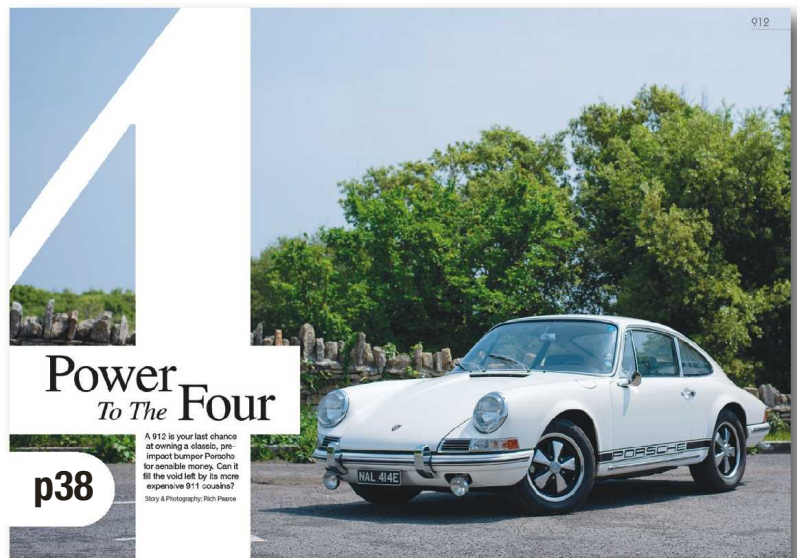 912
4
Power
To The Four
A 912 is your last chance
at owning a classic, pre-
impact bumper Porsche
for sensible money. Can it
fill the void left by its more
expensive 911 cousins?
Story & Photography: Rich Pearce
p38
NAL 414E
PORSCHE